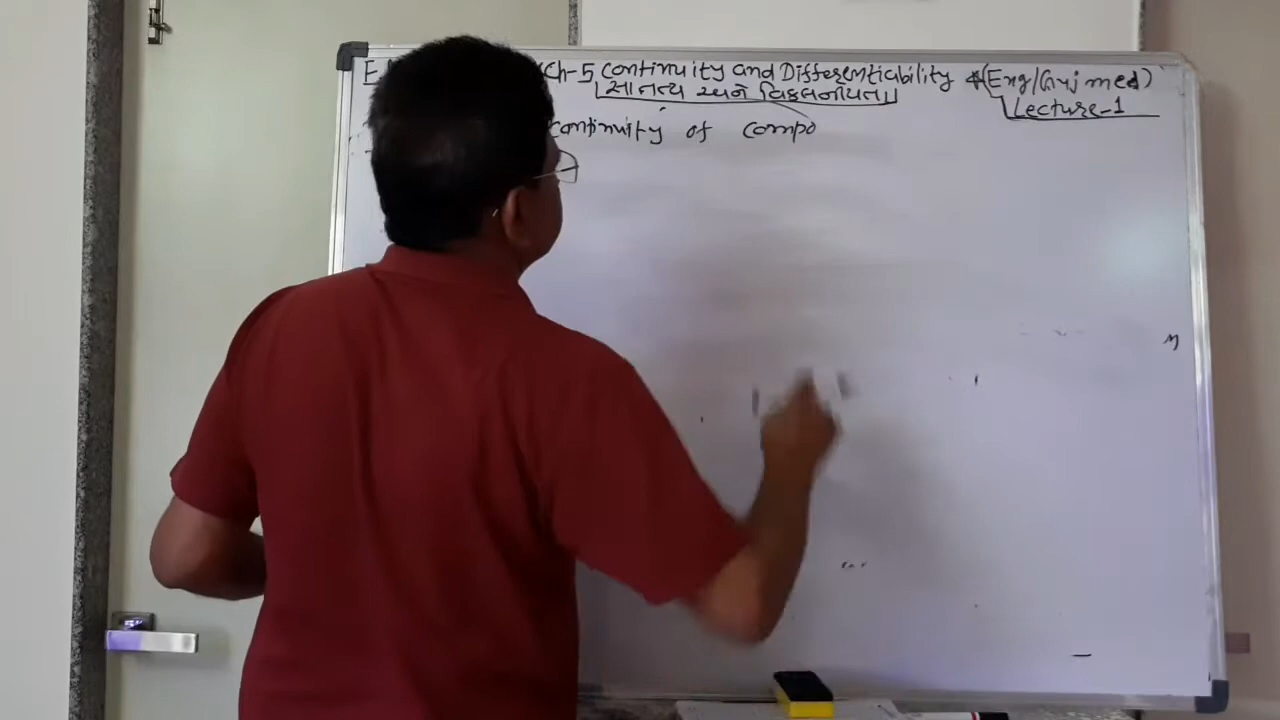 Ch-5 Continuity and Differentiability (Eng/Guj med)
સાતત્ય અને વિકલનીયતા Lecture-1
Continuity of Compo